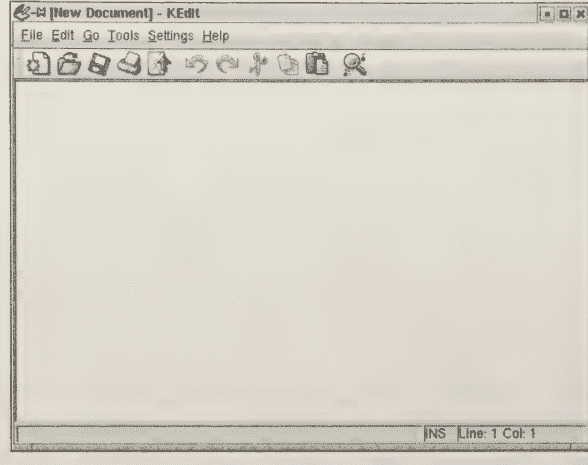 [New Document] - KEdit
File Edit Go Tools Settings Help
INS Line: 1 Col: 1